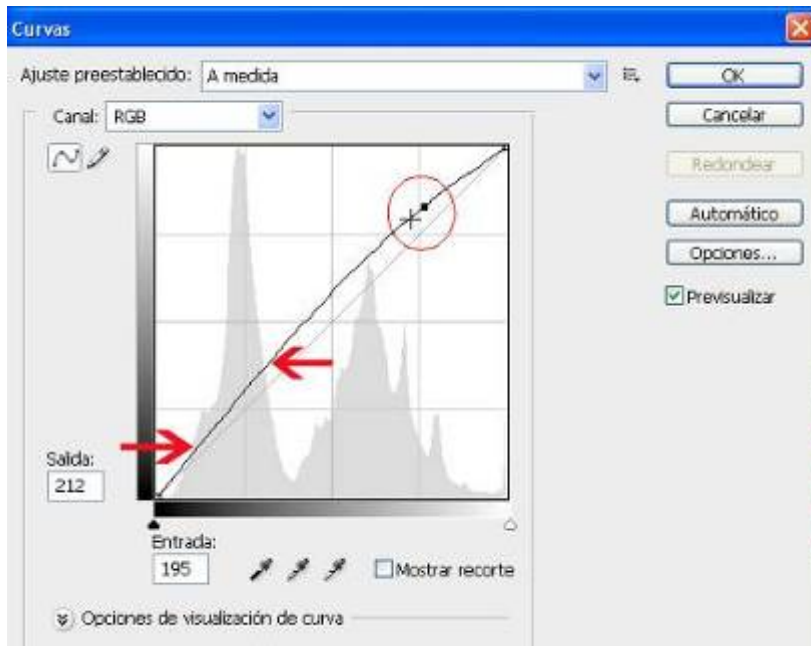 Curvas
Ajuste preestablecido: A medida
OK
Canal: RGB
Cancelar
Redondear
Automático
Opciones...
Previsualizar
Salida:
212
Entrada:
195
Mostrar recorte
Opciones de visualización de curva